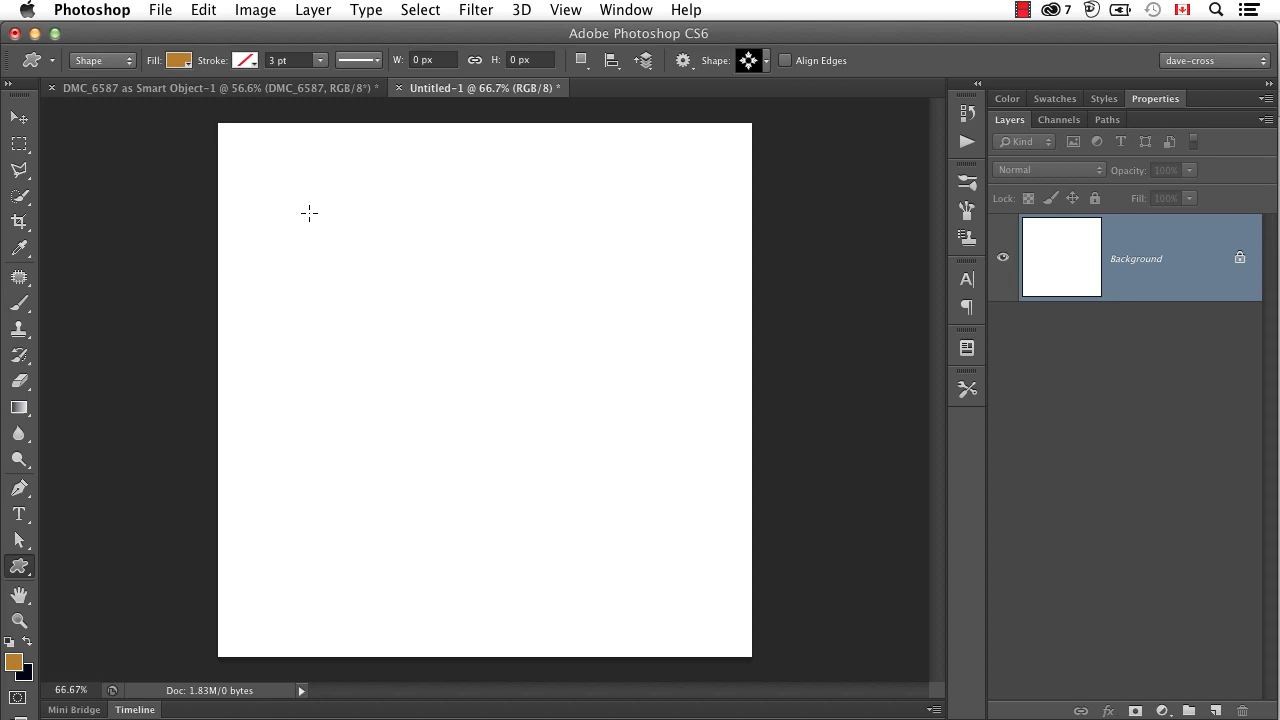 Photoshop File Edit Image Layer Type Select Filter 3D View Window Help 7
Adobe Photoshop CS6
Shape Fill: Stroke: 3 pt W: 0 px H: 0 px Shape: Align Edges dave-cross
DMC_6587 as Smart Object-1 @ 56.6% (DMC_6587, RGB/8*) * Untitled-1 @ 66.7% (RGB/8) *
Color Swatches Styles Properties
Layers Channels Paths
Kind
Normal Opacity: 100%
Lock: Fill: 100%
Background
66.67% Doc: 1.83M/0 bytes
Mini Bridge Timeline